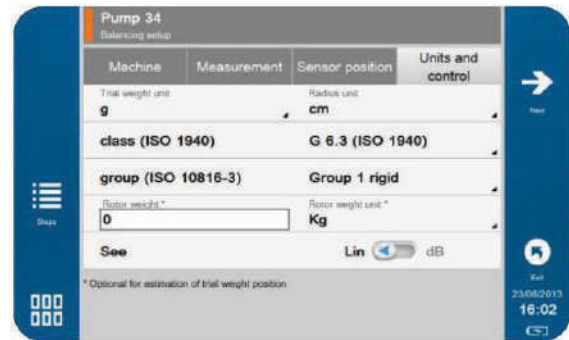 Pump 34
Balancing setup
Machine Measurement Sensor position Units and control
Trial weight unit Radius unit
g cm
class (ISO 1940) G 6.3 (ISO 1940)
group (ISO 10816-3) Group 1 rigid
Rotor weight * Rotor weght unit *
0 Kg
See Lin dB
* Optional for estimation of trial weight position
Steps
Next
Exit
23/08/2013
16:02